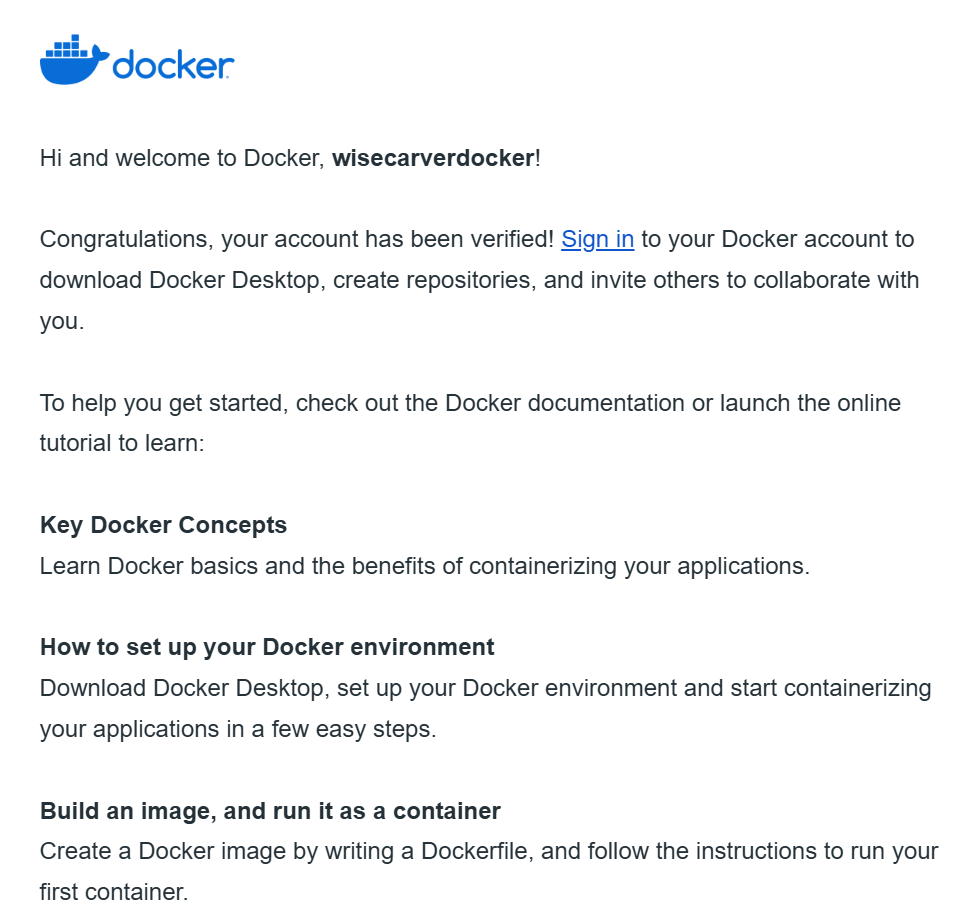 docker
Hi and welcome to Docker, wisecarverdocker!
Congratulations, your account has been verified! Sign in to your Docker account to
download Docker Desktop, create repositories, and invite others to collaborate with
you.
To help you get started, check out the Docker documentation or launch the online
tutorial to learn:
Key Docker Concepts
Learn Docker basics and the benefits of containerizing your applications.
How to set up your Docker environment
Download Docker Desktop, set up your Docker environment and start containerizing
your applications in a few easy steps.
Build an image, and run it as a container
Create a Docker image by writing a Dockerfile, and follow the instructions to run your
first container.